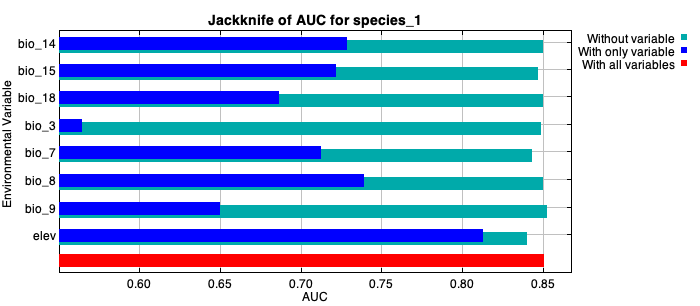 Jackknife of AUC for species_1
Without variable
With only variable
With all variables
Environmental Variable
bio_14
bio_15
bio_18
bio_3
bio_7
bio_8
bio_9
elev
0.60 0.65 0.70 0.75 0.80 0.85
AUC